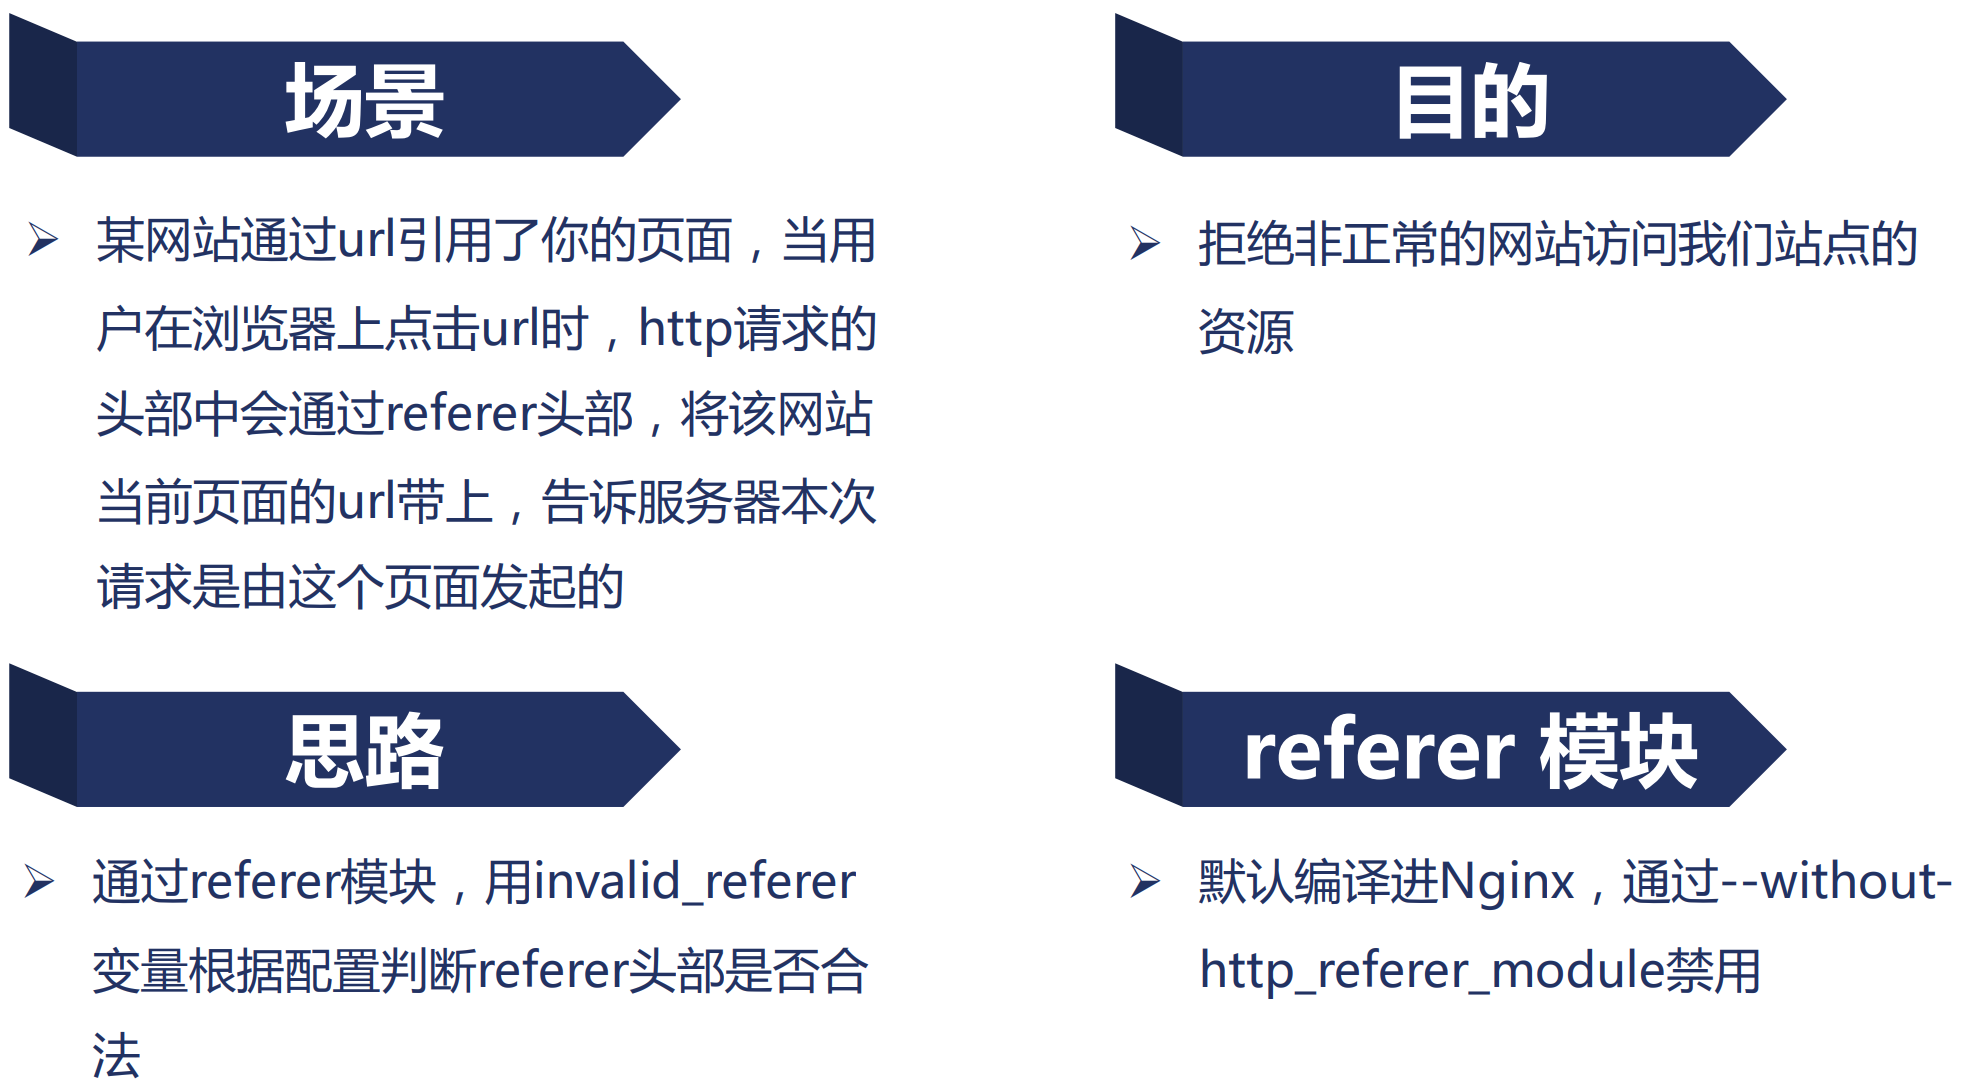 场景
某网站通过url引用了你的页面，当用
户在浏览器上点击url时，http请求的
头部中会通过referer头部，将该网站
当前页面的url带上，告诉服务器本次
请求是由这个页面发起的
目的
拒绝非正常的网站访问我们站点的
资源
思路
通过referer模块，用invalid_referer
变量根据配置判断referer头部是否合
法
referer 模块
默认编译进Nginx，通过--without-
http_referer_module禁用